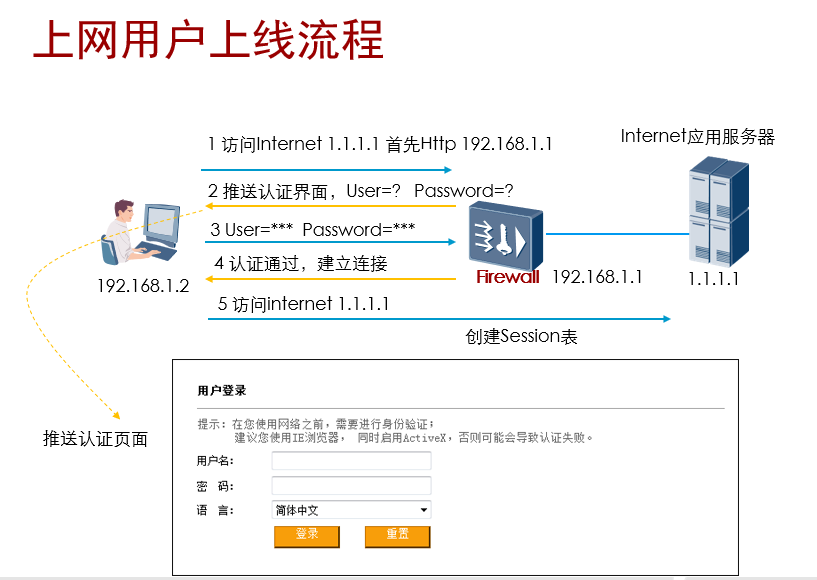 上网用户上线流程
1 访问Internet 1.1.1.1 首先Http 192.168.1.1
Internet应用服务器
2 推送认证界面，User=? Password=?
3 User=*** Password=***
4 认证通过，建立连接
Firewall 192.168.1.1
1.1.1.1
192.168.1.2
5 访问internet 1.1.1.1
创建Session表
推送认证页面
用户登录
提示：在您使用网络之前，需要进行身份验证；
建议您使用IE浏览器， 同时启用ActiveX，否则可能会导致认证失败。
用户名：
密 码：
语 言： 简体中文
登录 重置